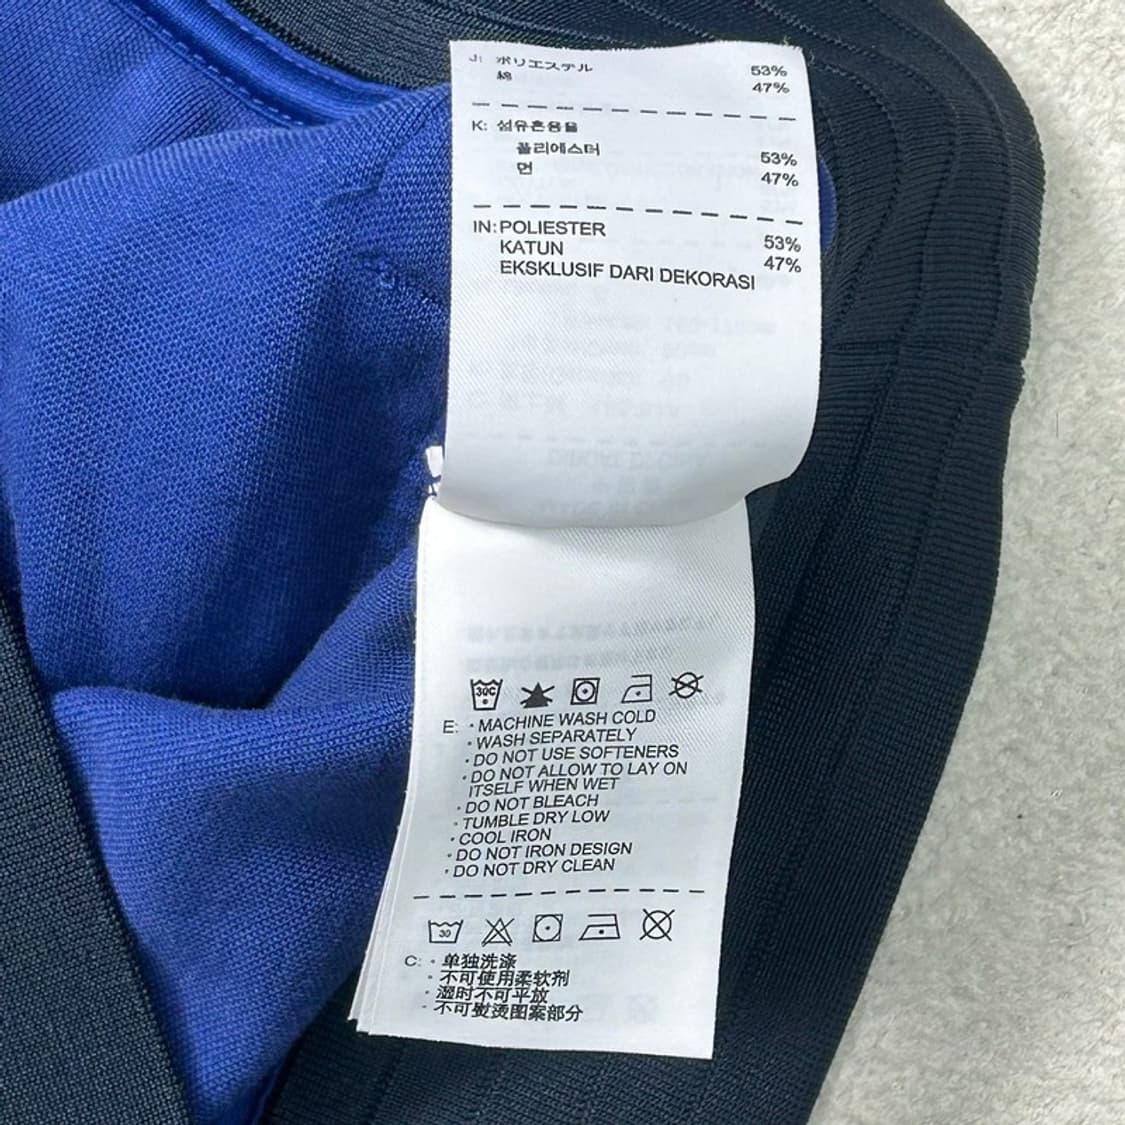 J: ポリエステル 53%
綿 47%
K: 섬유혼용율
폴리에스터 53%
면 47%
IN: POLIESTER 53%
KATUN 47%
EKSKLUSIF DARI DEKORASI
30C
E: • MACHINE WASH COLD
• WASH SEPARATELY
• DO NOT USE SOFTENERS
• DO NOT ALLOW TO LAY ON
ITSELF WHEN WET
• DO NOT BLEACH
• TUMBLE DRY LOW
• COOL IRON
• DO NOT IRON DESIGN
• DO NOT DRY CLEAN
30
C: • 单独洗涤
• 不可使用柔软剂
• 湿时不可平放
• 不可熨烫图案部分